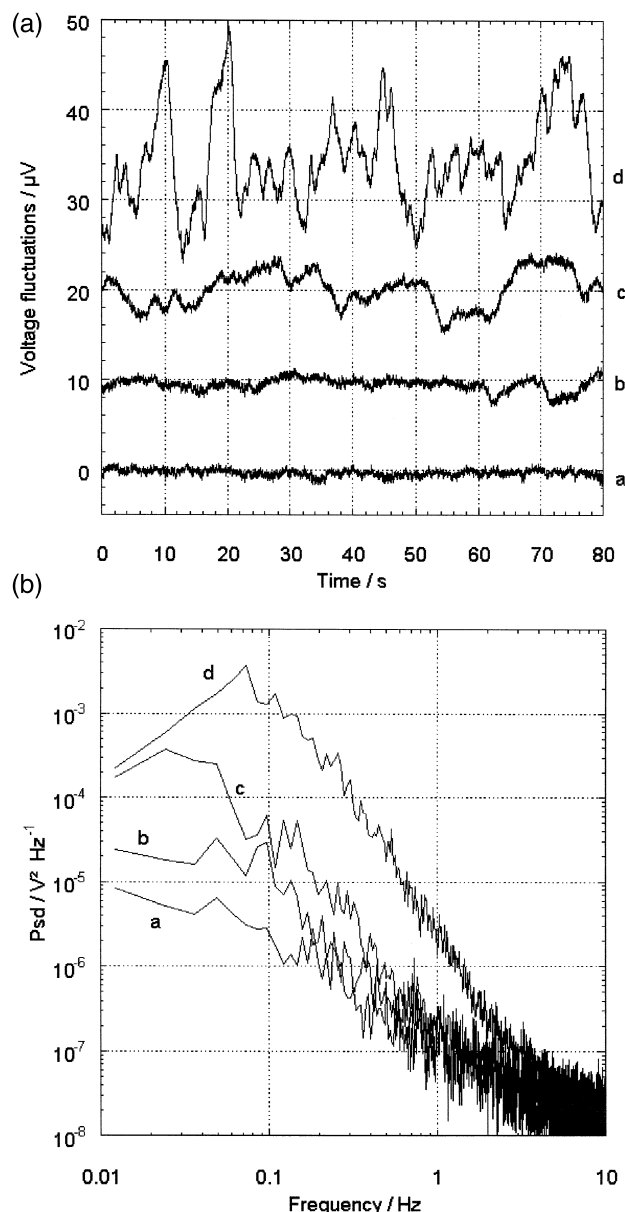 (a)
Voltage fluctuations / µV
50
40
30
20
10
0
d
c
b
a
0 10 20 30 40 50 60 70 80
Time / s
(b)
Psd / V² Hz⁻¹
10⁻²
10⁻³
10⁻⁴
10⁻⁵
10⁻⁶
10⁻⁷
10⁻⁸
d
c
b
a
0.01 0.1 1 10
Frequency / Hz